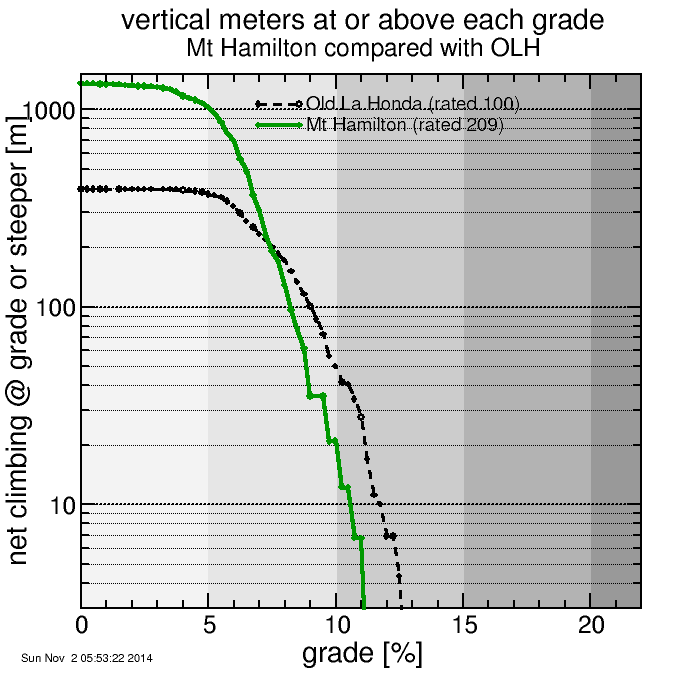 vertical meters at or above each grade
Mt Hamilton compared with OLH
Old La Honda (rated 100)
Mt Hamilton (rated 209)
net climbing @ grade or steeper [m]
1000
100
10
0 5 10 15 20
grade [%]
Sun Nov 2 05:53:22 2014